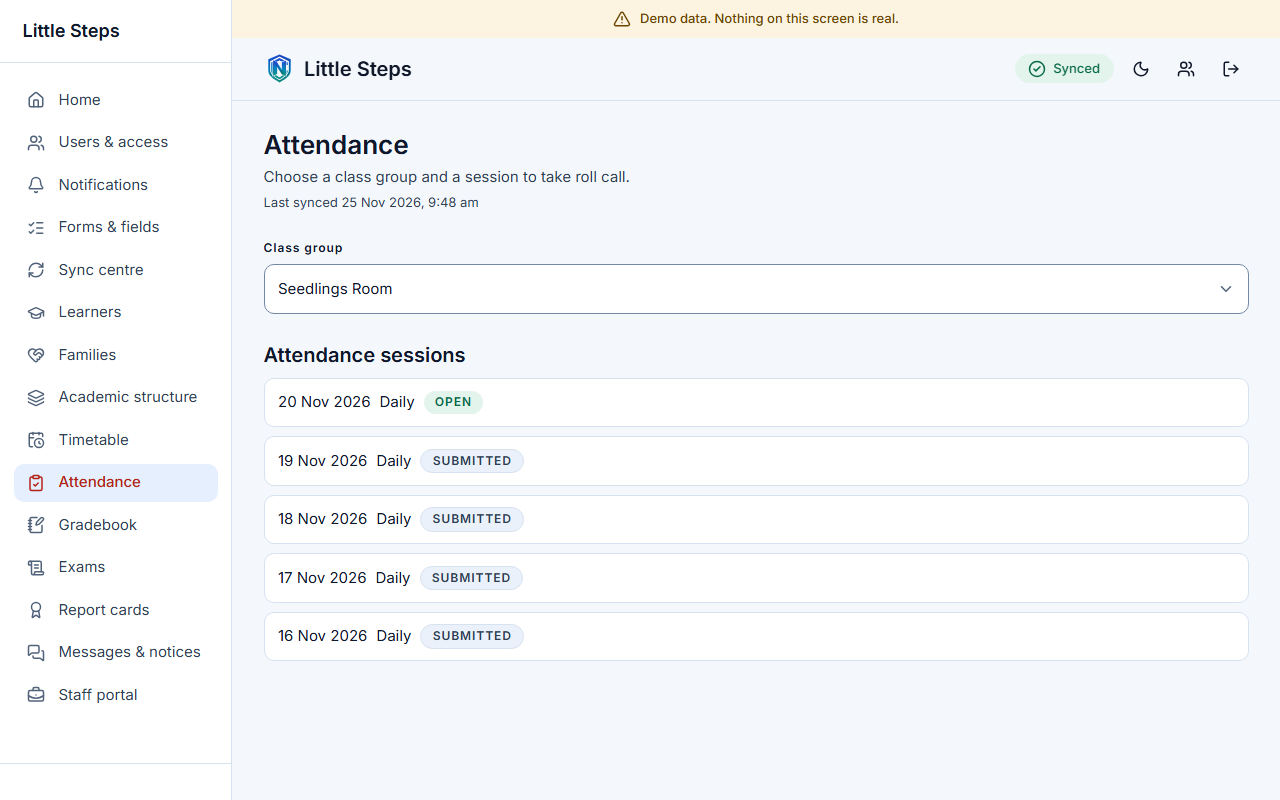 Little Steps
Home
Users & access
Notifications
Forms & fields
Sync centre
Learners
Families
Academic structure
Timetable
Attendance
Gradebook
Exams
Report cards
Messages & notices
Staff portal
Demo data. Nothing on this screen is real.
Little Steps
Synced
Attendance
Choose a class group and a session to take roll call.
Last synced 25 Nov 2026, 9:48 am
Class group
Seedlings Room
Attendance sessions
20 Nov 2026 Daily OPEN
19 Nov 2026 Daily SUBMITTED
18 Nov 2026 Daily SUBMITTED
17 Nov 2026 Daily SUBMITTED
16 Nov 2026 Daily SUBMITTED